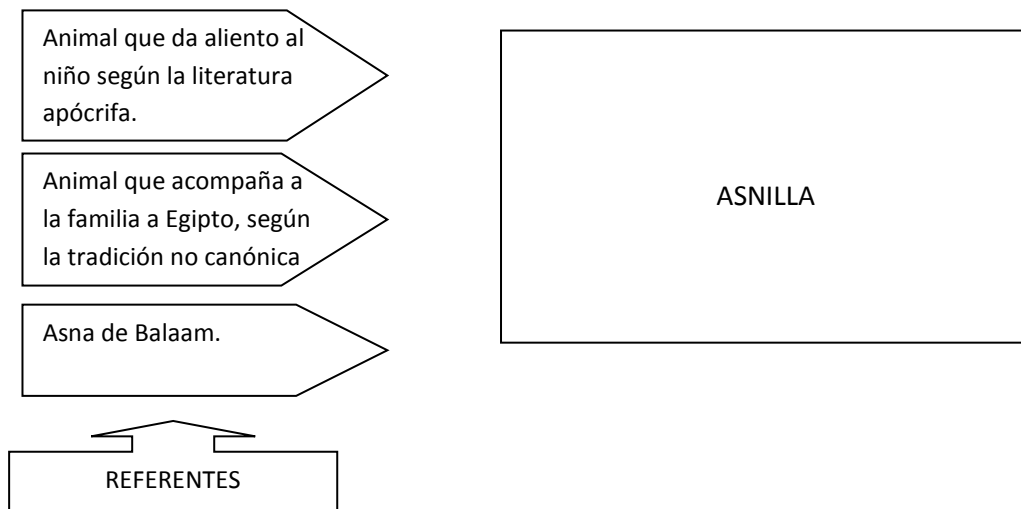 Animal que da aliento al
niño según la literatura
apócrifa.
Animal que acompaña a
la familia a Egipto, según
la tradición no canónica
Asna de Balaam.
REFERENTES
ASNILLA